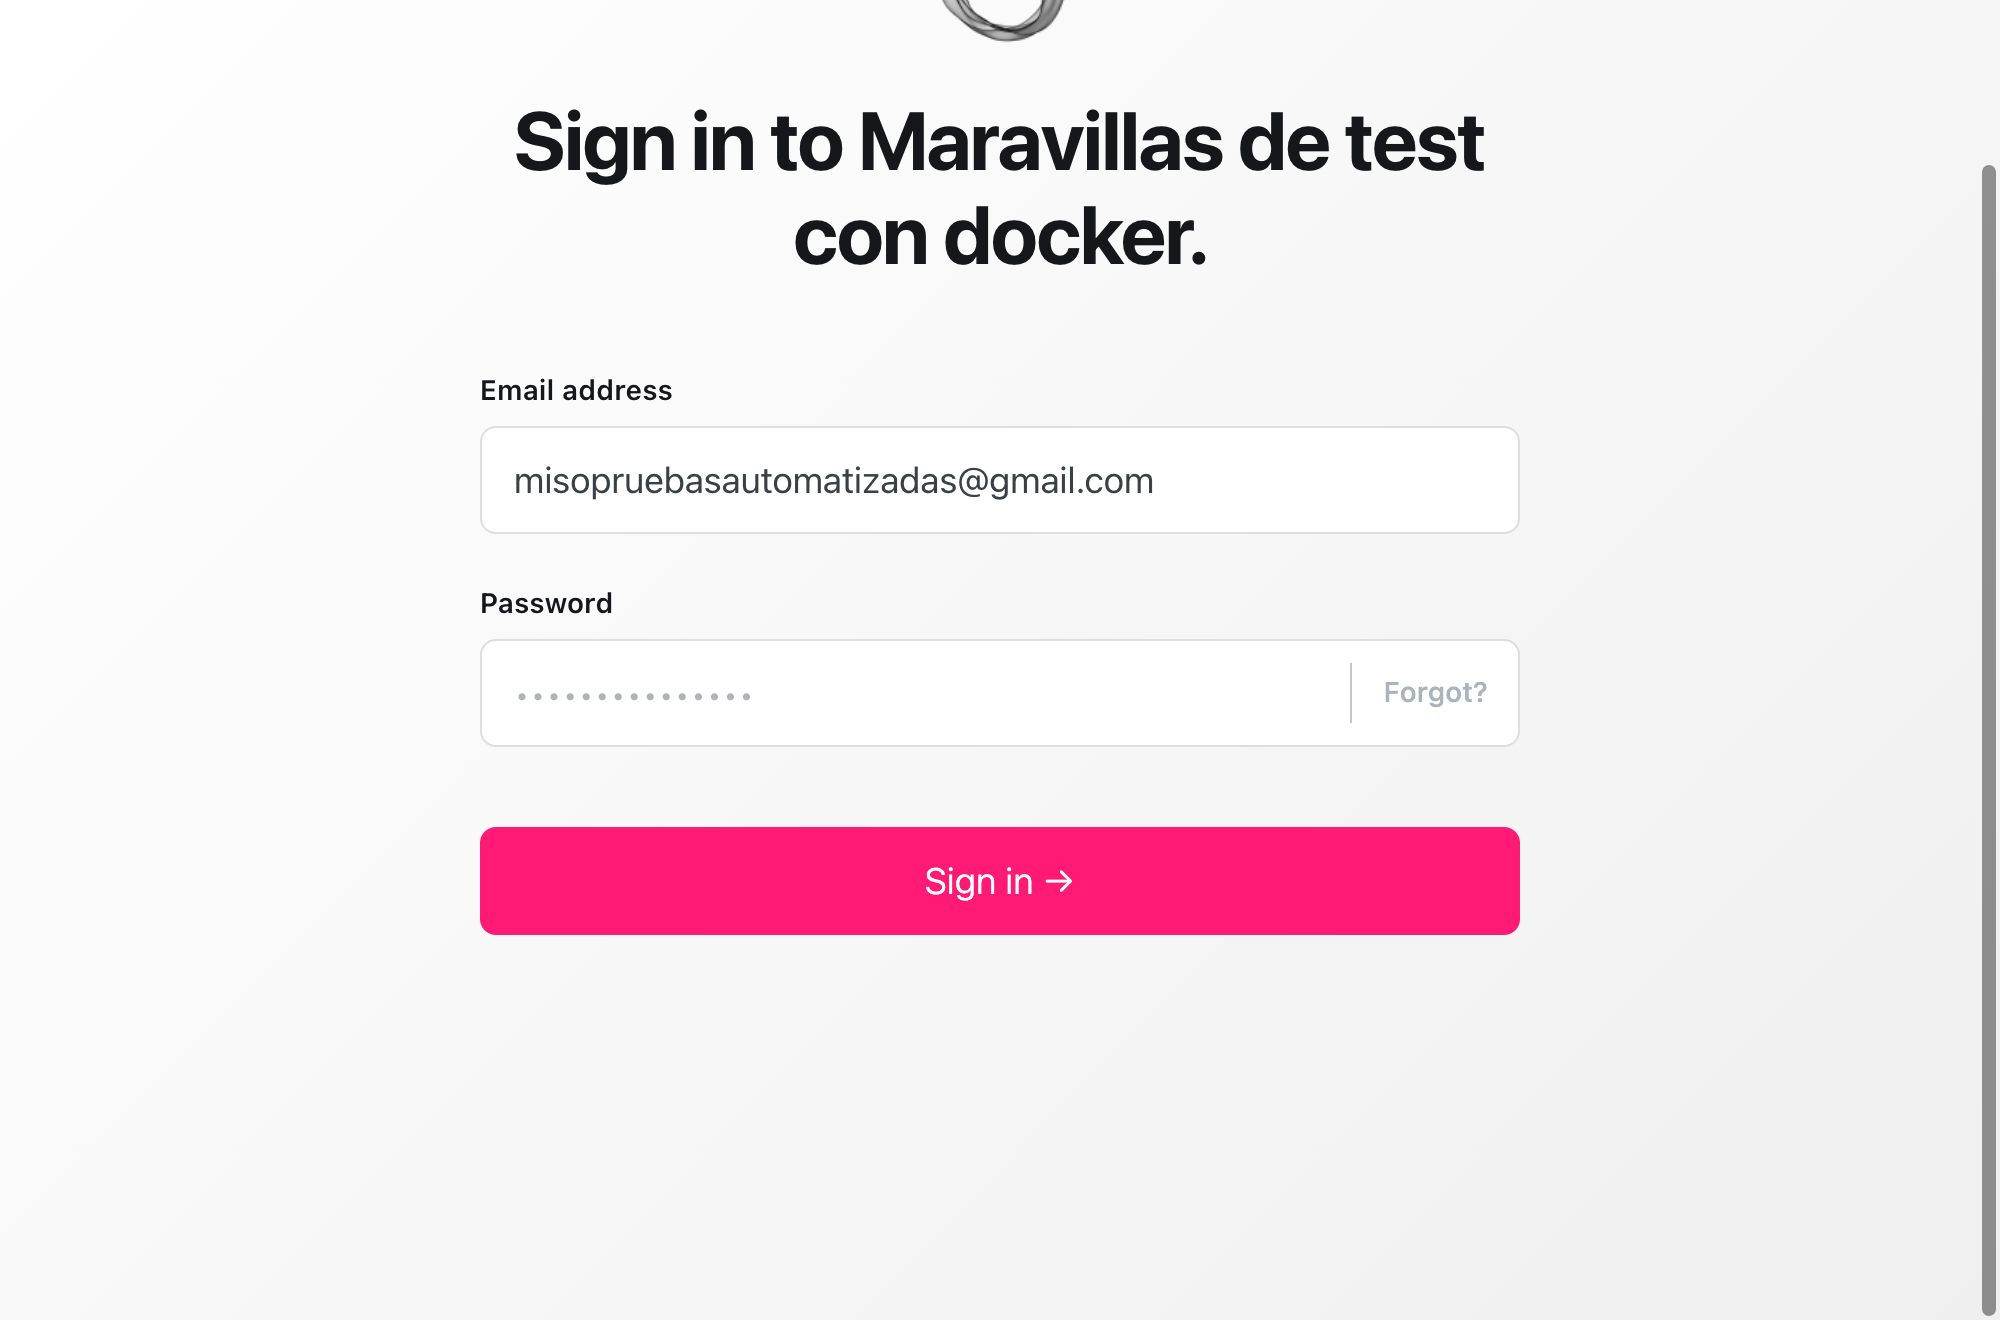 Sign in to Maravillas de test
con docker.
Email address
misopruebasautomatizadas@gmail.com
Password
•••••••••••••••
Forgot?
Sign in →